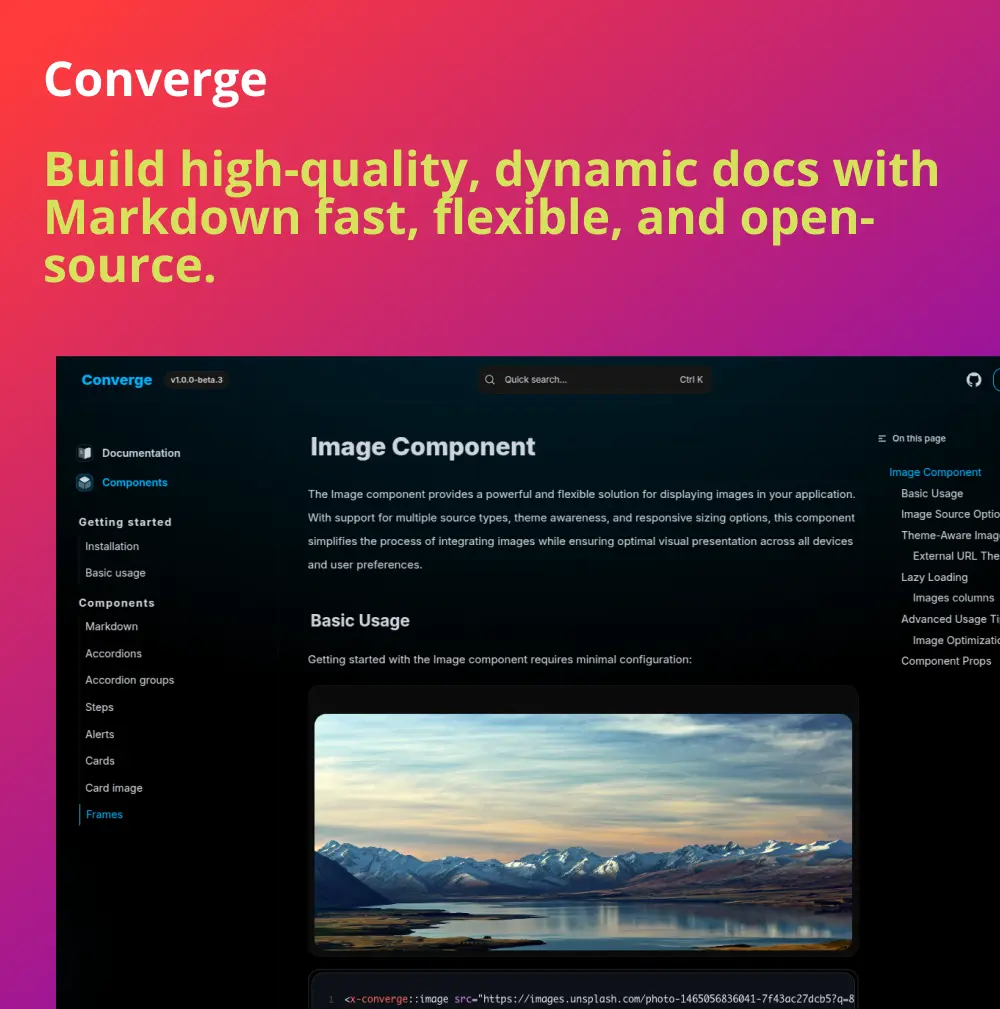 Converge
Build high-quality, dynamic docs with
Markdown fast, flexible, and open-
source.
Converge
v1.0.0-beta.3
Quick search...
Ctrl K
Documentation
Components
Getting started
Installation
Basic usage
Components
Markdown
Accordions
Accordion groups
Steps
Alerts
Cards
Card image
Frames
Image Component
The Image component provides a powerful and flexible solution for displaying images in your application.
With support for multiple source types, theme awareness, and responsive sizing options, this component
simplifies the process of integrating images while ensuring optimal visual presentation across all devices
and user preferences.
Basic Usage
Getting started with the Image component requires minimal configuration:
1 <x-converge::image src="https://images.unsplash.com/photo-1465056836041-7f43ac27dcb5?q=8
On this page
Image Component
Basic Usage
Image Source Optio
Theme-Aware Imag
External URL The
Lazy Loading
Images columns
Advanced Usage Ti
Image Optimizatio
Component Props